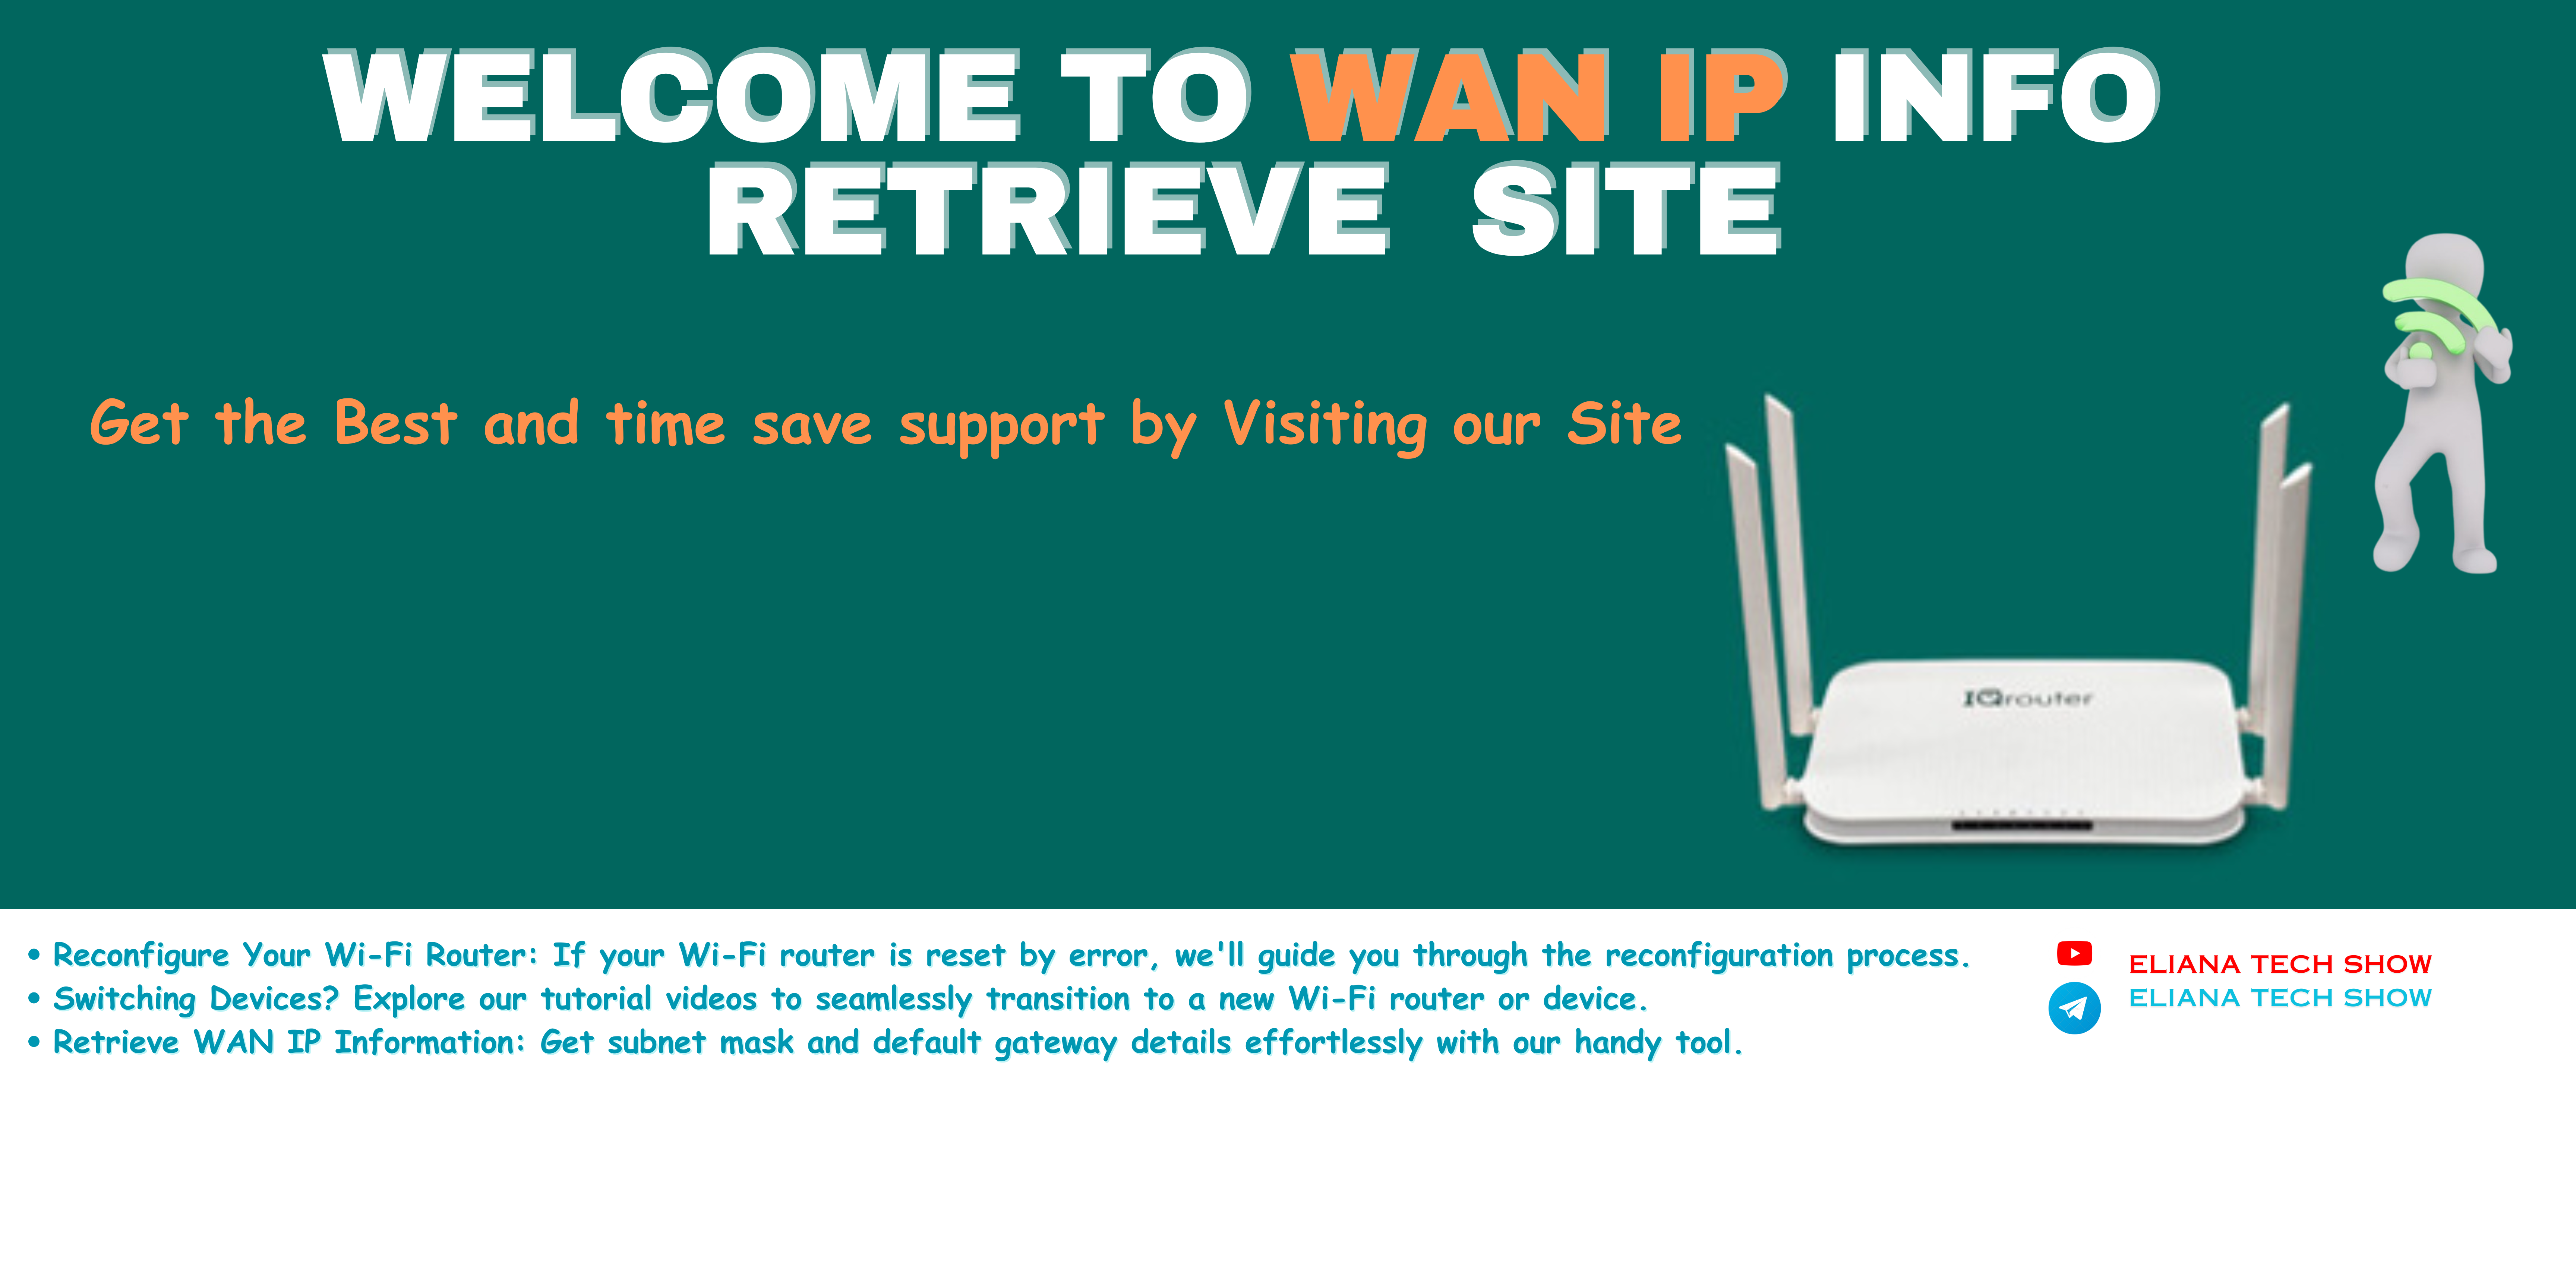 WELCOME TO WAN IP INFO
RETRIEVE SITE
Get the Best and time save support by Visiting our Site
IQrouter
• Reconfigure Your Wi-Fi Router: If your Wi-Fi router is reset by error, we'll guide you through the reconfiguration process.
• Switching Devices? Explore our tutorial videos to seamlessly transition to a new Wi-Fi router or device.
• Retrieve WAN IP Information: Get subnet mask and default gateway details effortlessly with our handy tool.
ELIANA TECH SHOW
ELIANA TECH SHOW